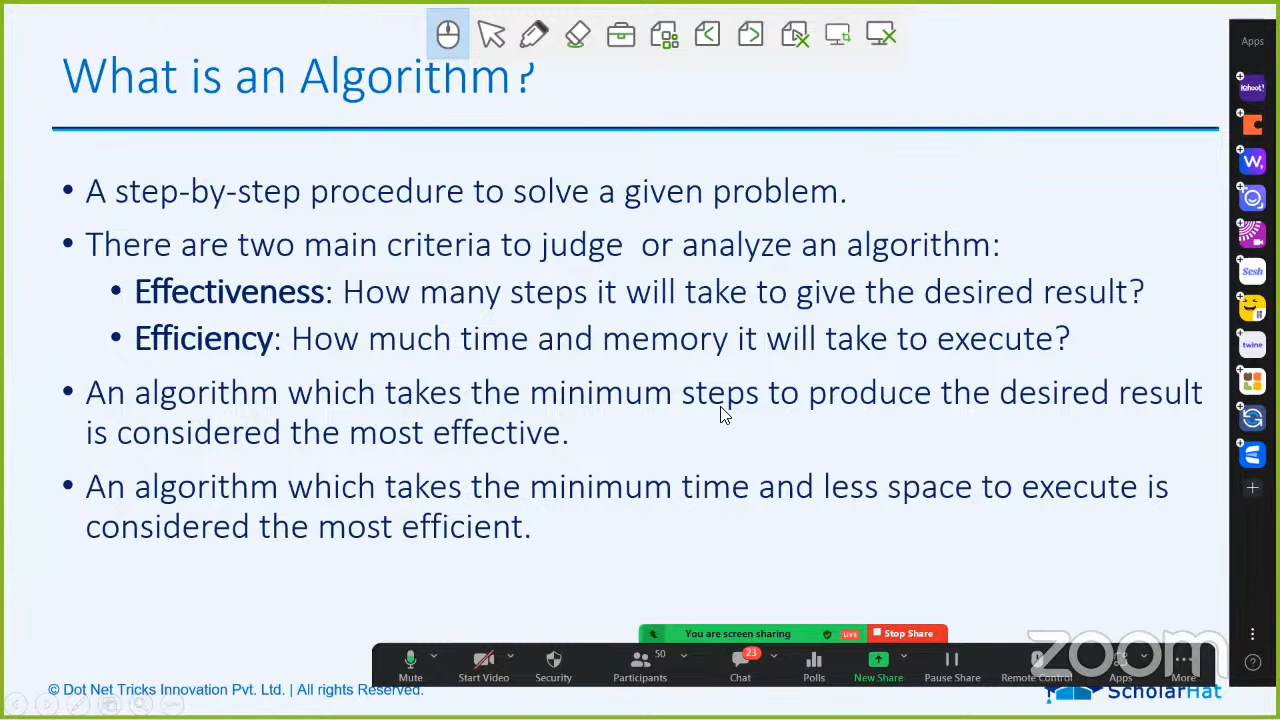 Apps
What is an Algorithm?
Kahoot!
W
• A step-by-step procedure to solve a given problem.
• There are two main criteria to judge or analyze an algorithm:
Sesh
• Effectiveness: How many steps it will take to give the desired result?
• Efficiency: How much time and memory it will take to execute?
twine
• An algorithm which takes the minimum steps to produce the desired result
is considered the most effective.
• An algorithm which takes the minimum time and less space to execute is
considered the most efficient.
You are screen sharing LIVE Stop Share
zoom
50 23
Mute Start Video Security Participants Chat Polls New Share Pause Share Remote Control Apps More
© Dot Net Tricks Innovation Pvt. Ltd. | All rights Reserved.
ScholarHat